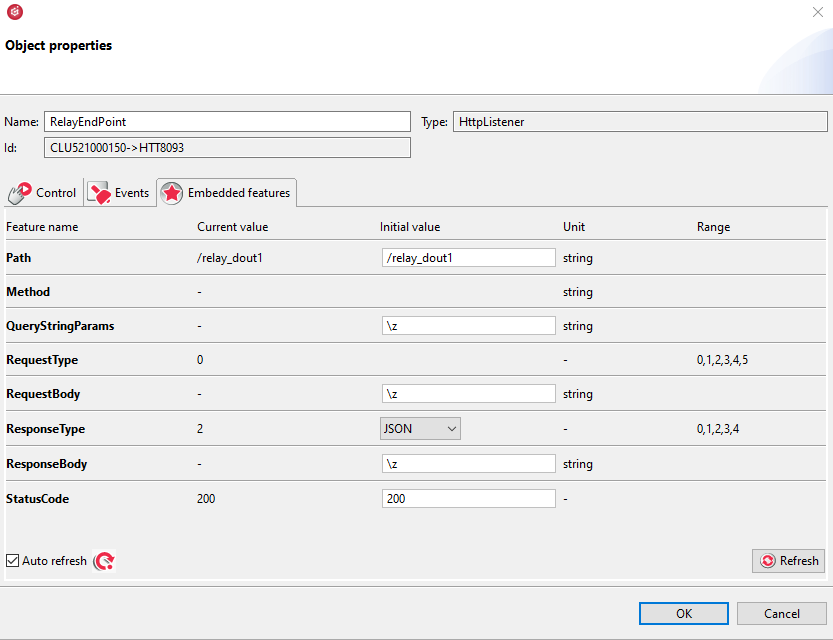 Object properties
Name: RelayEndPoint Type: HttpListener
Id: CLU521000150->HTT8093
Control Events Embedded features
Feature name Current value Initial value Unit Range
Path /relay_dout1 /relay_dout1 string
Method - string
QueryStringParams - \z string
RequestType 0 - 0,1,2,3,4,5
RequestBody - \z string
ResponseType 2 JSON - 0,1,2,3,4
ResponseBody - \z string
StatusCode 200 200 -
Auto refresh Refresh
OK Cancel